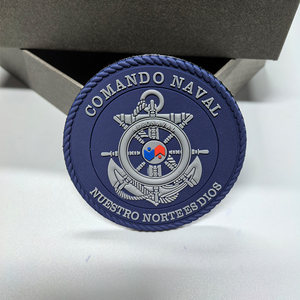 COMANDO NAVAL
NUESTRO NORTE ES DIOS